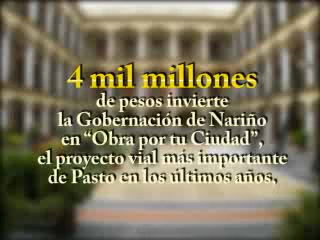 4 mil millones
de pesos invierte
la Gobernación de Nariño
en “Obra por tu Ciudad”,
el proyecto vial más importante
de Pasto en los últimos años.